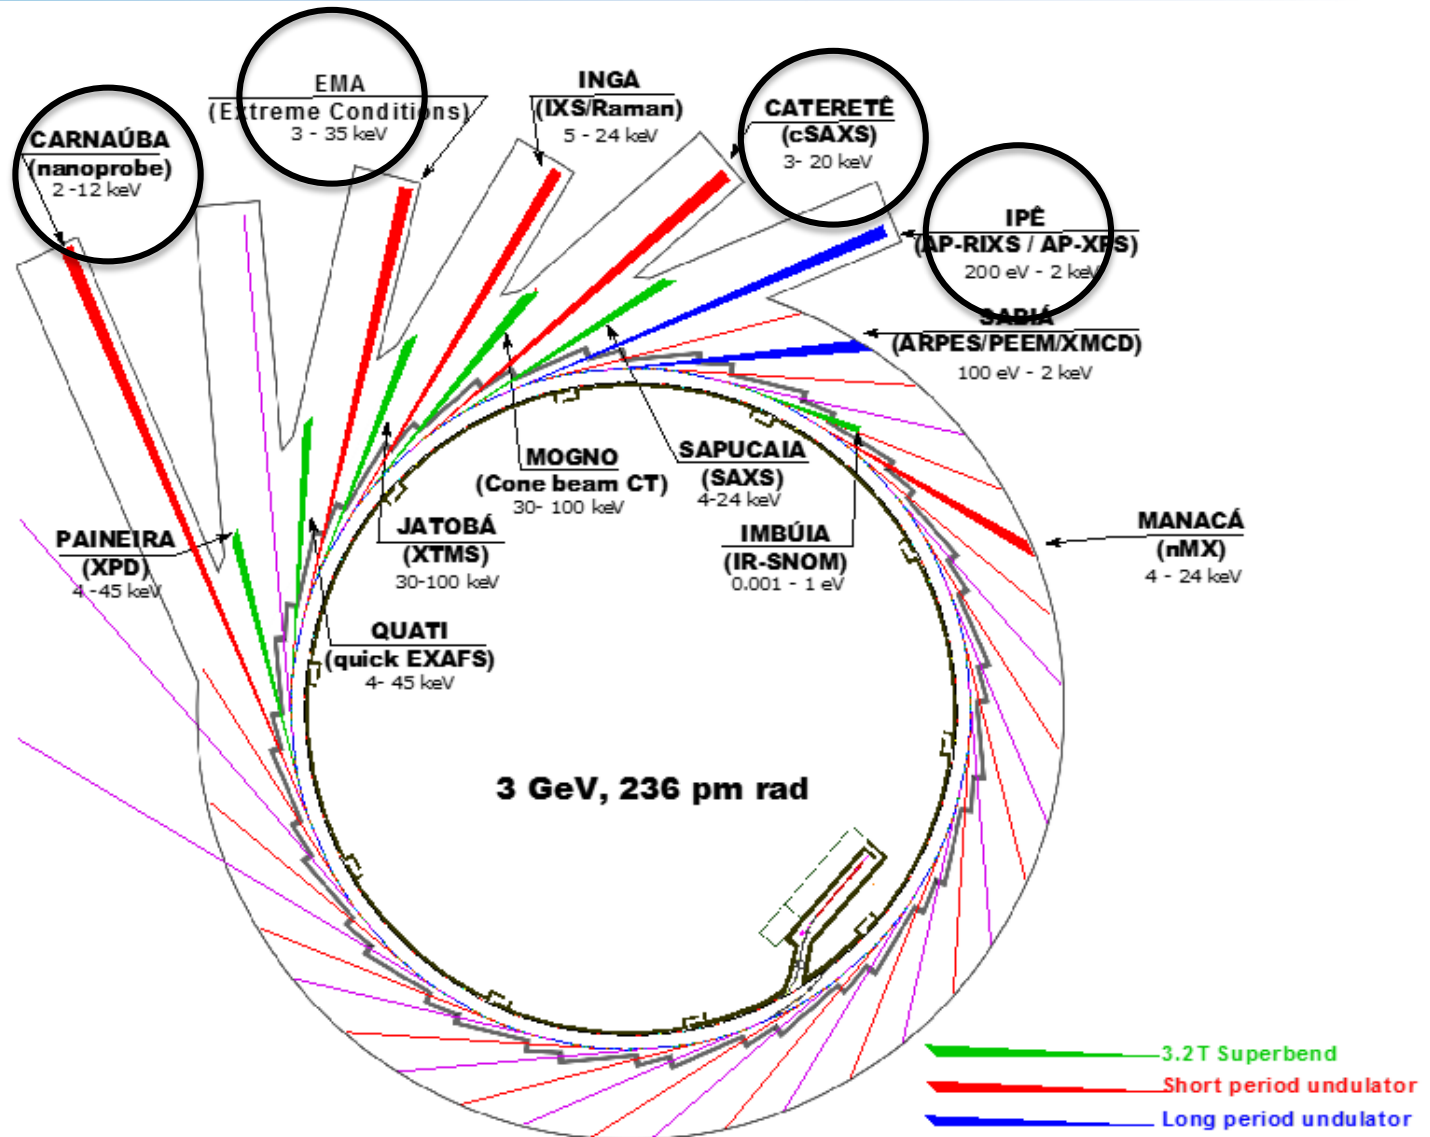 EMA
(Extreme Conditions)
3 - 35 keV
INGÁ
(IXS/Raman)
5 - 24 keV
CATERETÊ
(cSAXS)
3- 20 keV
CARNAÚBA
(nanoprobe)
2 -12 keV
IPÊ
(AP-RIXS / AP-XPS)
200 eV - 2 keV
SABIÁ
(ARPES/PEEM/XMCD)
100 eV - 2 keV
MOGNO
(Cone beam CT)
30- 100 keV
SAPUCAIA
(SAXS)
4-24 keV
PAINEIRA
(XPD)
4 -45 keV
JATOBÁ
(XTMS)
30-100 keV
IMBÚIA
(IR-SNOM)
0.001 - 1 eV
MANACÁ
(nMX)
4 - 24 keV
QUATI
(quick EXAFS)
4- 45 keV
3 GeV, 236 pm rad
3.2T Superbend
Short period undulator
Long period undulator